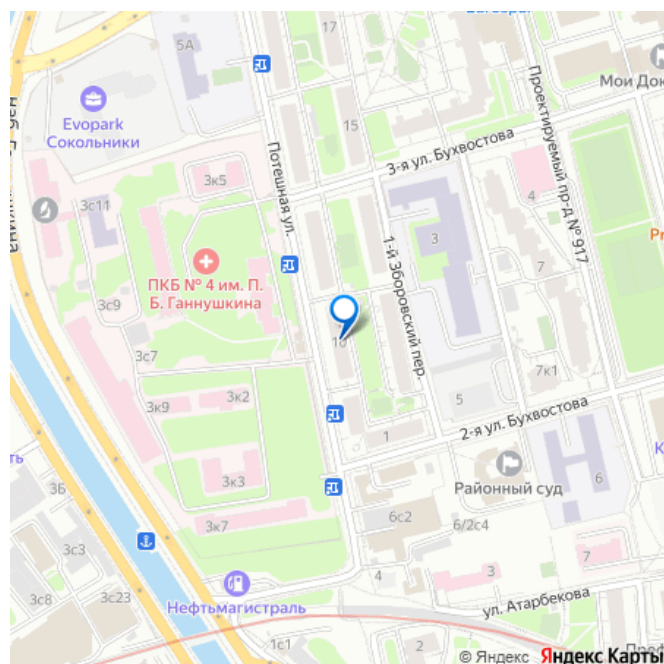 17
5А
Мои Док
Evopark
Сокольники
15
3-я ул. Бухвостова
Проектируемый пр-д № 917
Потешная ул.
3к5
4
3с11
3
1-й Зборовский пер.
ПКБ № 4 им. П.
Б. Ганнушкина
7
Pr
3с9
10
3с7
7к1
3к9
3к2
5
2-я ул. Бухвостова
1
3к3
Районный суд
6
3Б
3к7
6с2
6/2с4
3с3
7
4
3
Нефтьмагистраль
ул. Атарбекова
3с8
3с23
1с1
2
© Яндекс Яндекс Карты